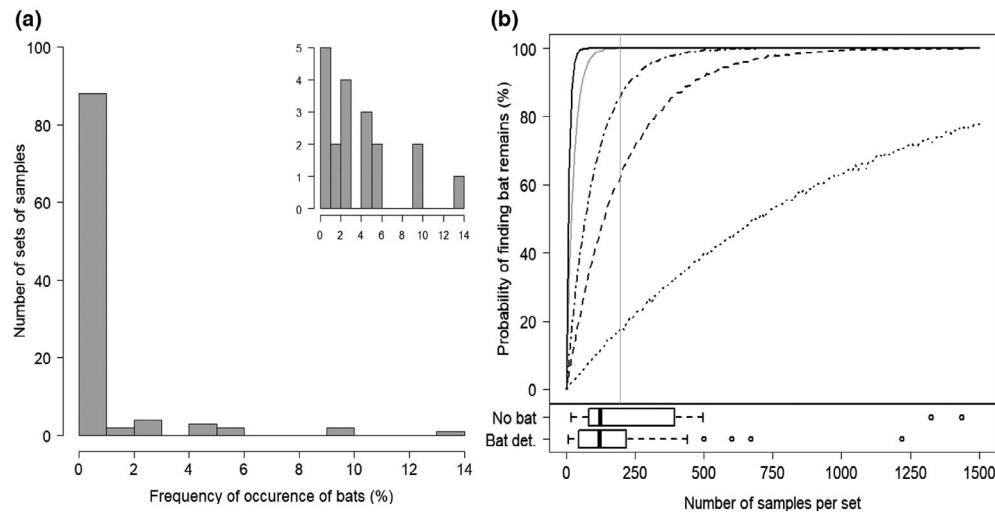 (a)
100
80
60
40
20
0
Number of sets of samples
0 2 4 6 8 10 12 14
Frequency of occurence of bats (%)
5
4
3
2
1
0
0 2 4 6 8 10 12 14
(b)
100
80
60
40
20
0
Probability of finding bat remains (%)
No bat
Bat det.
0 250 500 750 1000 1250 1500
Number of samples per set